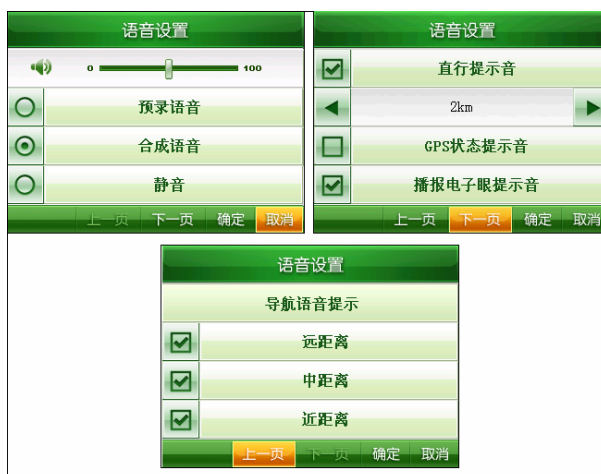 语音设置
0 100
预录语音
合成语音
静音
上一页 下一页 确定 取消
语音设置
直行提示音
2km
GPS状态提示音
播报电子眼提示音
上一页 下一页 确定 取消
语音设置
导航语音提示
远距离
中距离
近距离
上一页 下一页 确定 取消